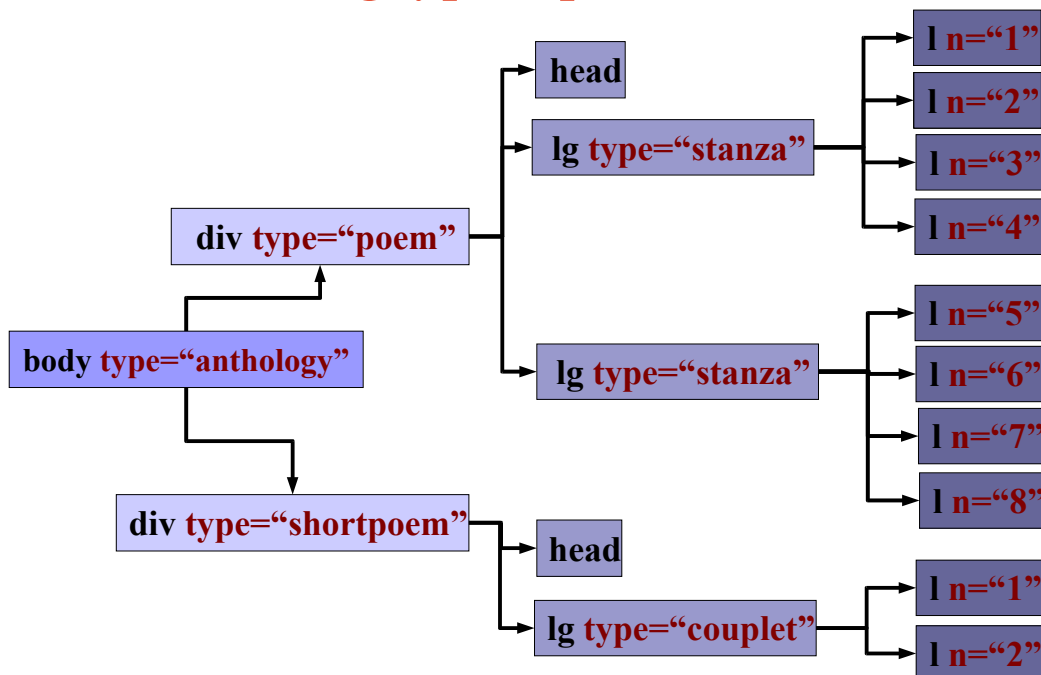 l n=“1”
head
l n=“2”
lg type=“stanza”
l n=“3”
l n=“4”
div type=“poem”
l n=“5”
body type=“anthology”
lg type=“stanza”
l n=“6”
l n=“7”
l n=“8”
div type=“shortpoem”
head
l n=“1”
lg type=“couplet”
l n=“2”